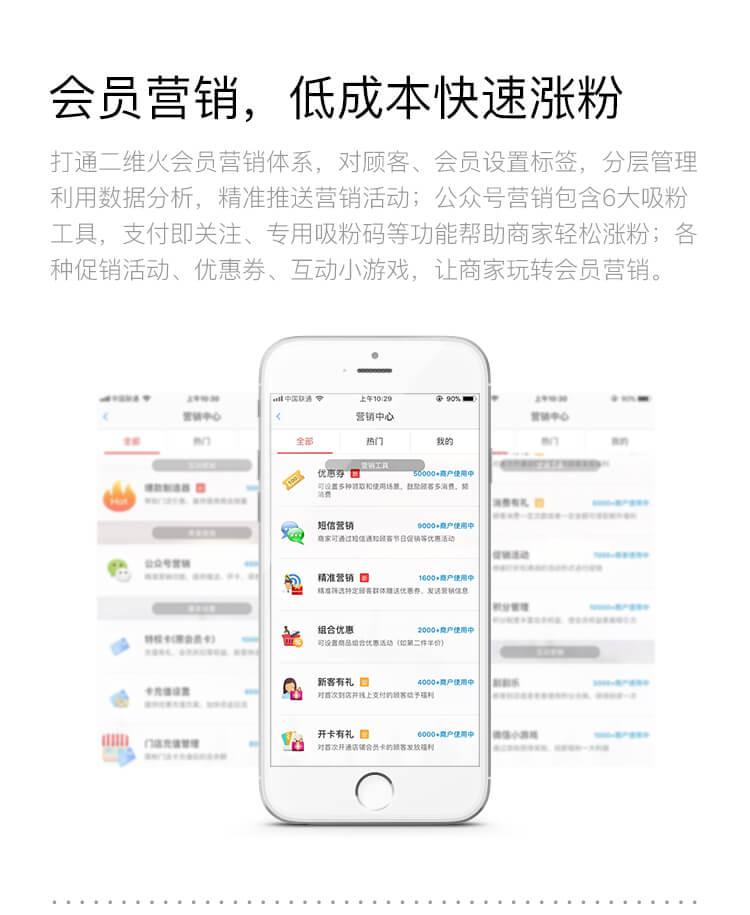 会员营销，低成本快速涨粉
打通二维火会员营销体系，对顾客、会员设置标签，分层管理
利用数据分析，精准推送营销活动；公众号营销包含6大吸粉
工具，支付即关注、专用吸粉码等功能帮助商家轻松涨粉；各
种促销活动、优惠券、互动小游戏，让商家玩转会员营销。
中国联通 上午10:29 90%
营销中心
全部 热门 我的
营销工具
优惠券 50000+商户使用中
可设置多种领取和使用场景，鼓励顾客多消费、频
消费
短信营销 9000+商户使用中
商家可通过短信通知顾客节日促销等优惠活动
精准营销 1600+商户使用中
精准筛选特定顾客群体赠送优惠券、发送营销信息
组合优惠 2000+商户使用中
可设置商品组合优惠活动（如第二件半价）
新客有礼 4000+商户使用中
对首次到店并线上支付的顾客给予福利
开卡有礼 6000+商户使用中
对首次开通店铺会员卡的顾客发放福利
中国联通 上午10:30
营销中心
全部 热门
爆款制造器
公众号营销
特权卡(原会员卡)
卡充值设置
门店充值管理
上午10:30 90%
营销中心
热门 我的
消费有礼
促销活动
积分管理
刮刮乐
微信小游戏